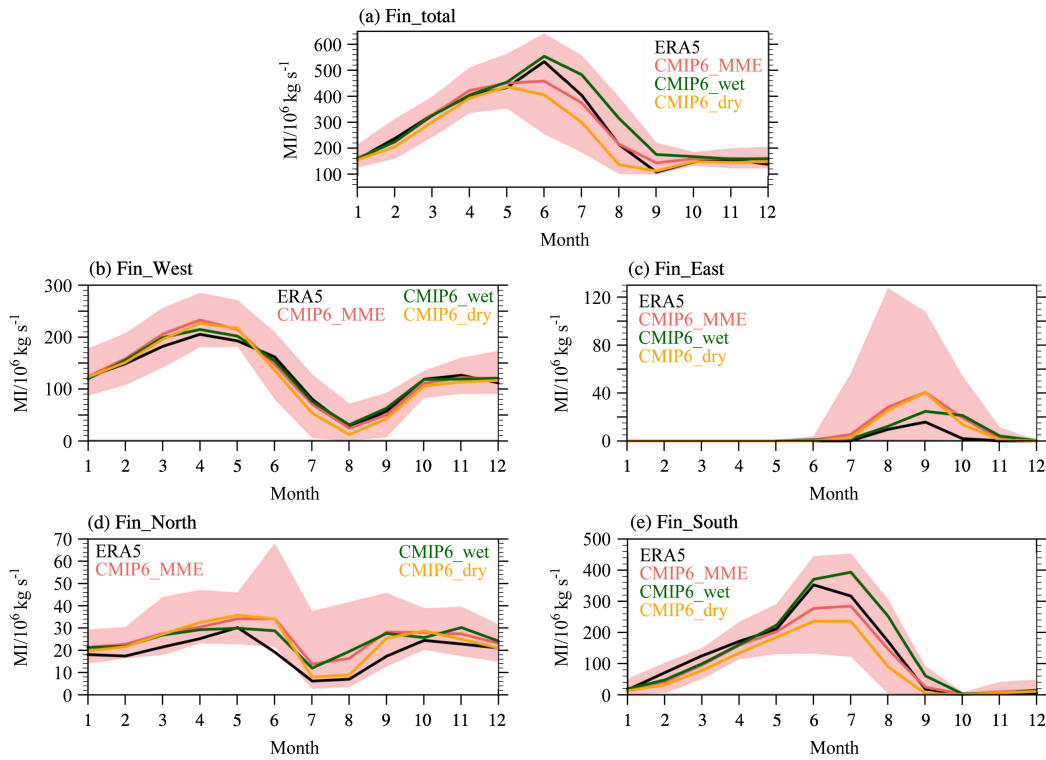 (a) Fin_total
MI/10⁶ kg s⁻¹
600
500
400
300
200
100
ERA5
CMIP6_MME
CMIP6_wet
CMIP6_dry
1 2 3 4 5 6 7 8 9 10 11 12
Month
(b) Fin_West
MI/10⁶ kg s⁻¹
300
200
100
0
ERA5 CMIP6_wet
CMIP6_MME CMIP6_dry
1 2 3 4 5 6 7 8 9 10 11 12
Month
(c) Fin_East
MI/10⁶ kg s⁻¹
120
80
40
0
ERA5
CMIP6_MME
CMIP6_wet
CMIP6_dry
1 2 3 4 5 6 7 8 9 10 11 12
Month
(d) Fin_North
MI/10⁶ kg s⁻¹
70
60
50
40
30
20
10
0
ERA5 CMIP6_wet
CMIP6_MME CMIP6_dry
1 2 3 4 5 6 7 8 9 10 11 12
Month
(e) Fin_South
MI/10⁶ kg s⁻¹
500
400
300
200
100
0
ERA5
CMIP6_MME
CMIP6_wet
CMIP6_dry
1 2 3 4 5 6 7 8 9 10 11 12
Month